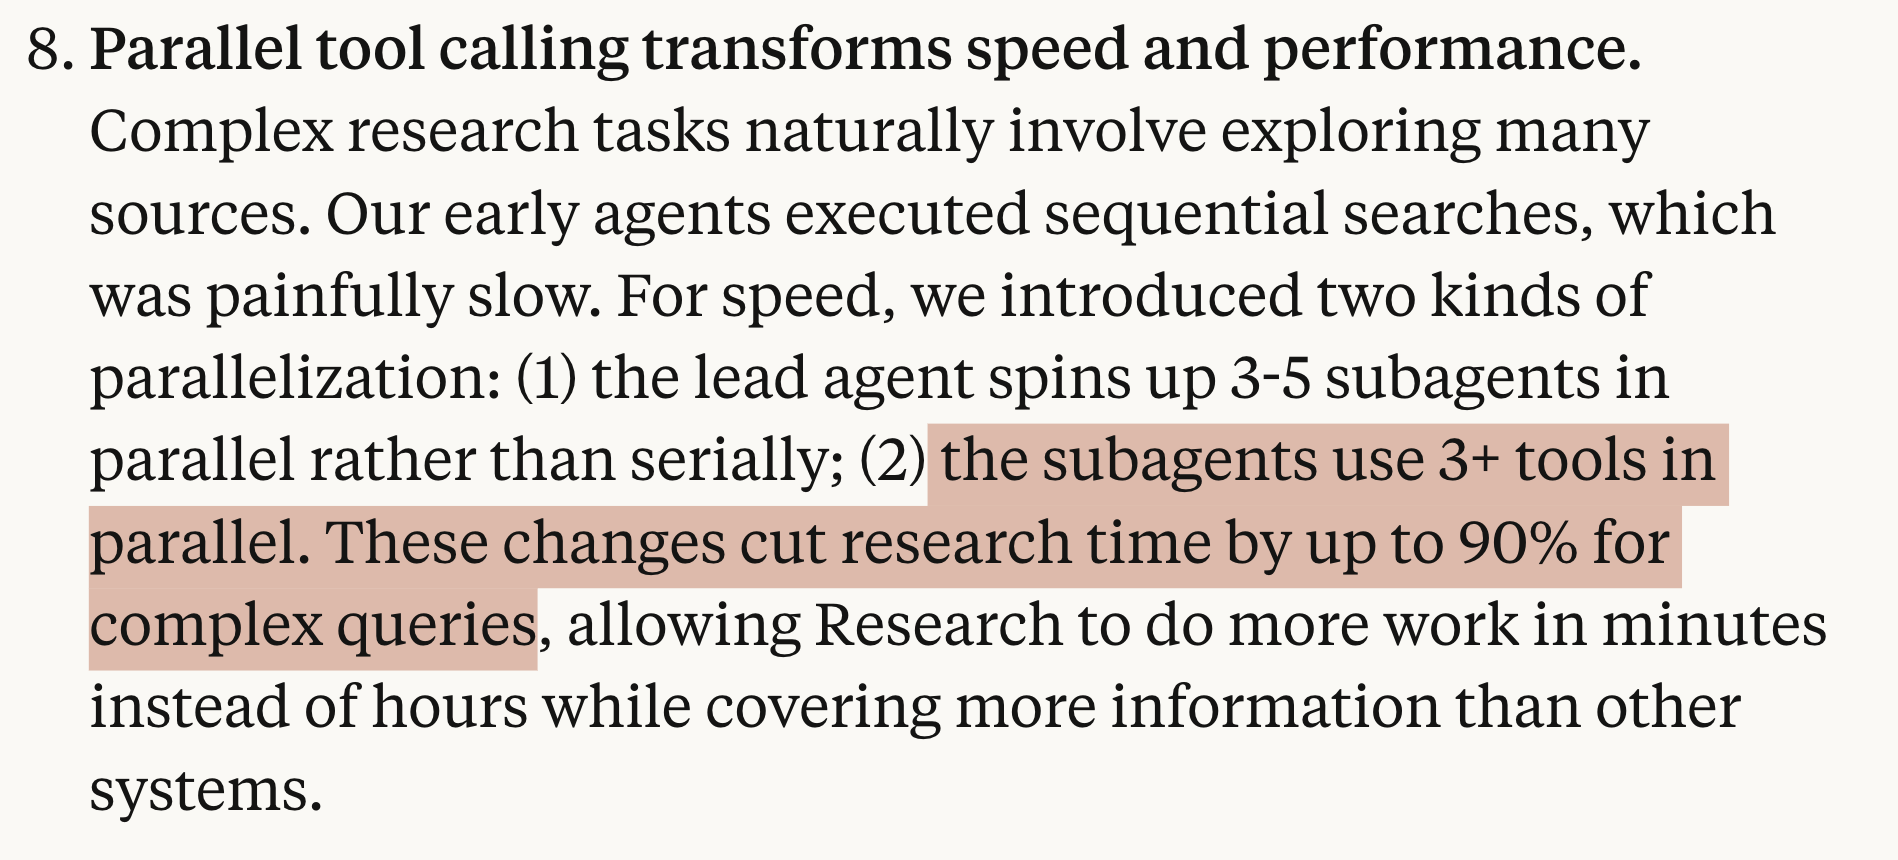 8. Parallel tool calling transforms speed and performance.
Complex research tasks naturally involve exploring many
sources. Our early agents executed sequential searches, which
was painfully slow. For speed, we introduced two kinds of
parallelization: (1) the lead agent spins up 3-5 subagents in
parallel rather than serially; (2) the subagents use 3+ tools in
parallel. These changes cut research time by up to 90% for
complex queries, allowing Research to do more work in minutes
instead of hours while covering more information than other
systems.